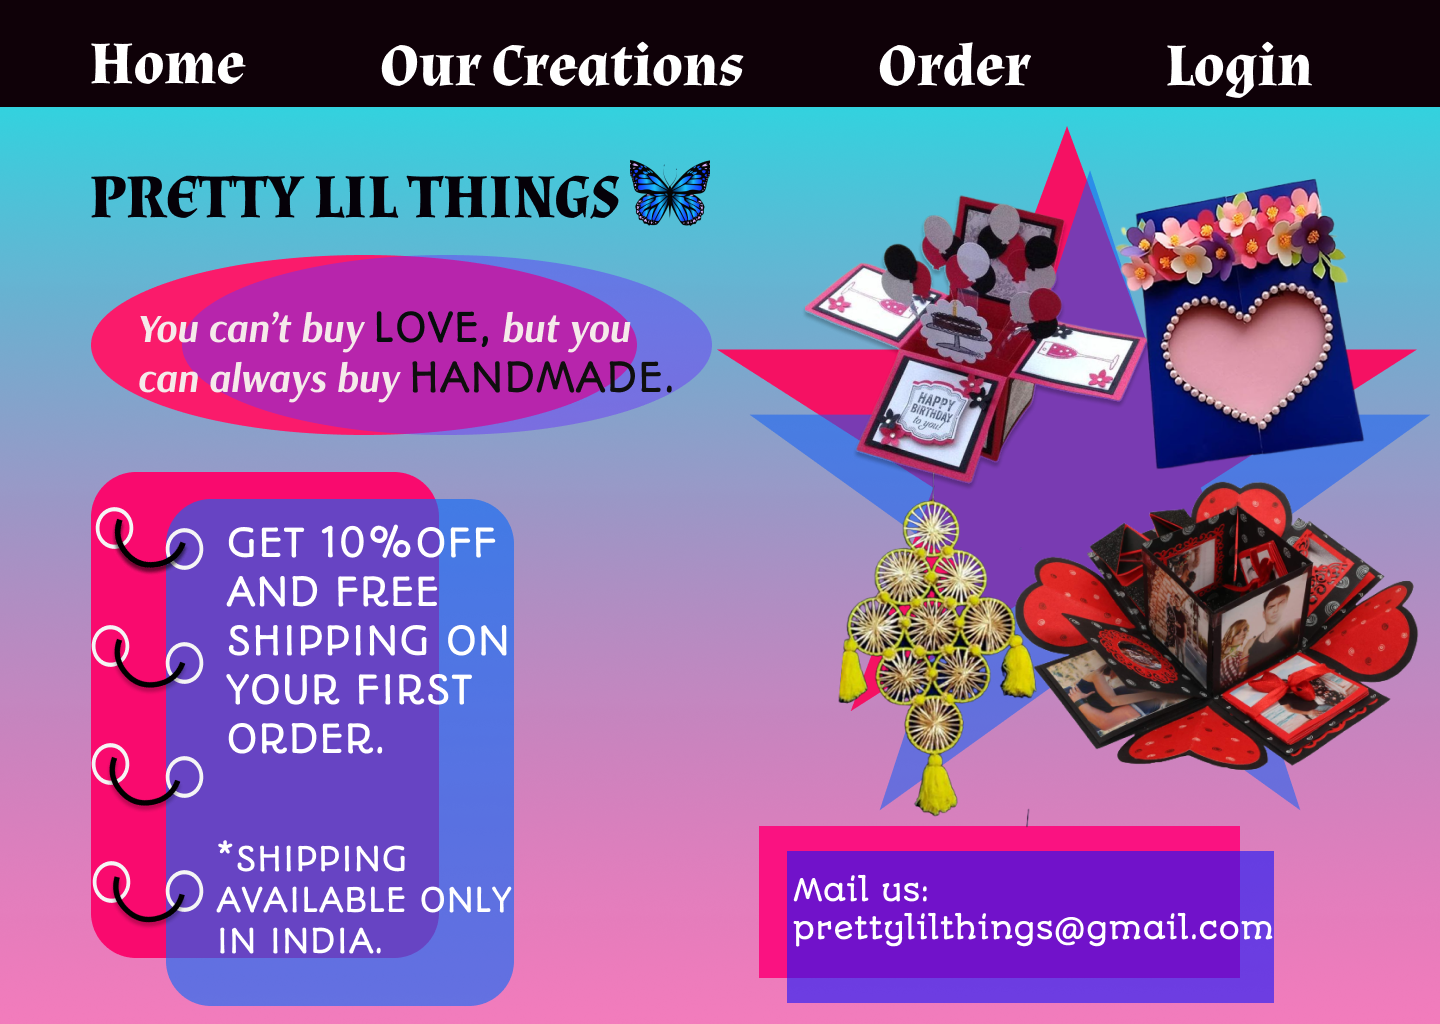 Home Our Creations Order Login
PRETTY LIL THINGS
You can't buy LOVE, but you
can always buy HANDMADE.
HAPPY
BIRTHDAY
to you!
GET 10%OFF
AND FREE
SHIPPING ON
YOUR FIRST
ORDER.
*SHIPPING
AVAILABLE ONLY
IN INDIA.
Mail us:
prettylilthings@gmail.com